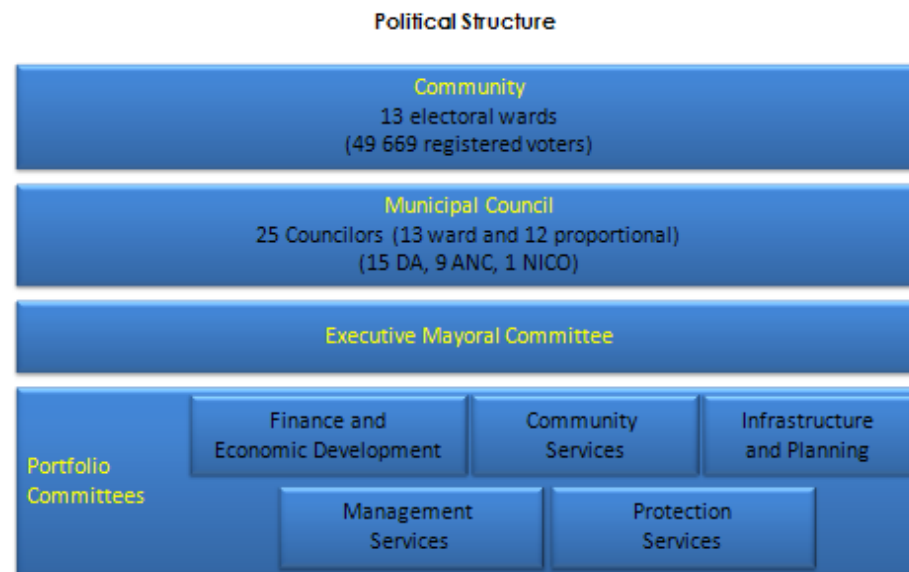 Political Structure
Community
13 electoral wards
(49 669 registered voters)
Municipal Council
25 Councilors (13 ward and 12 proportional)
(15 DA, 9 ANC, 1 NICO)
Executive Mayoral Committee
Portfolio
Committees
Finance and
Economic Development
Community
Services
Infrastructure
and Planning
Management
Services
Protection
Services